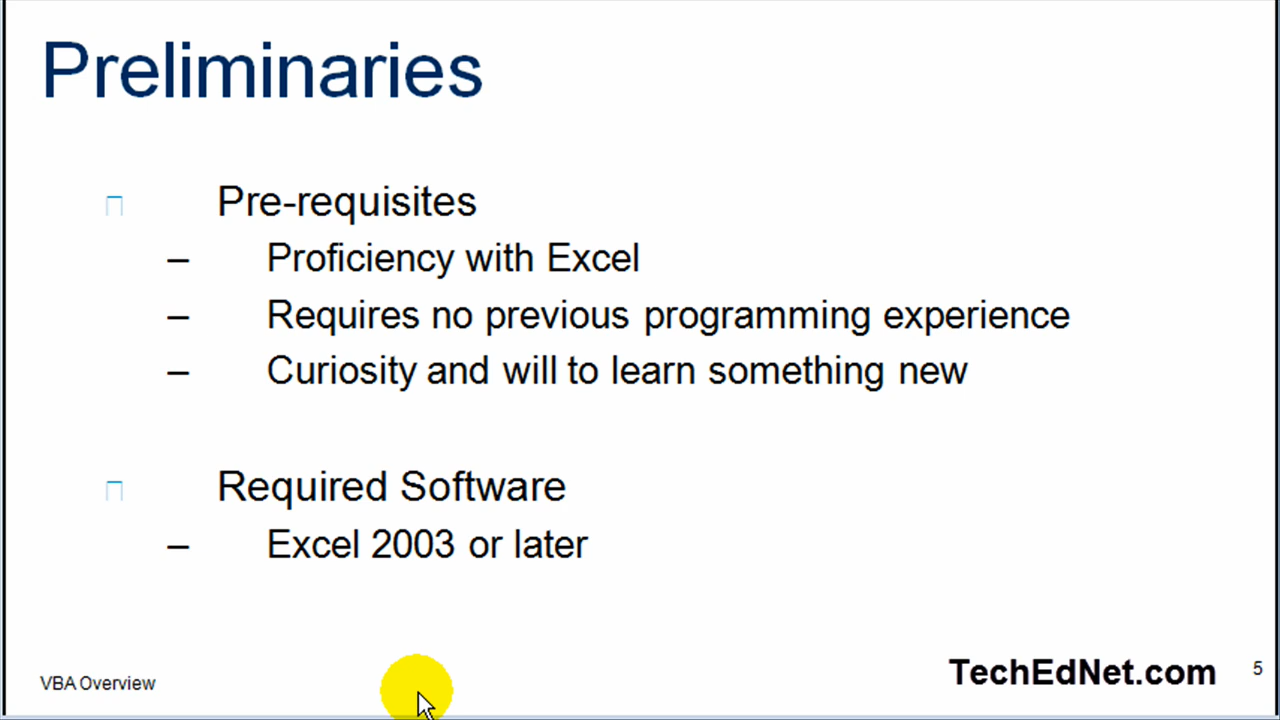 Preliminaries
Pre-requisites
– Proficiency with Excel
– Requires no previous programming experience
– Curiosity and will to learn something new
Required Software
– Excel 2003 or later
VBA Overview
TechEdNet.com
5